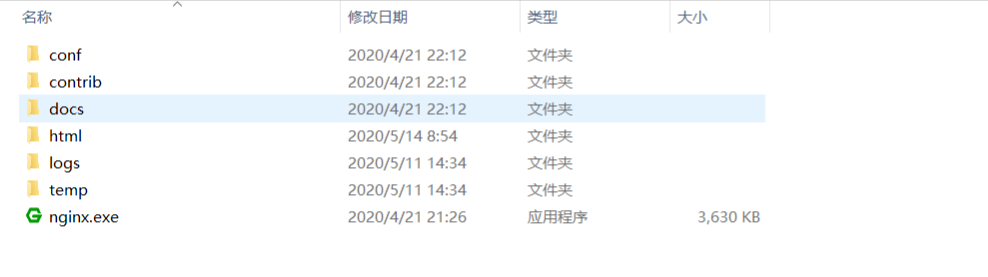 名称 修改日期 类型 大小
conf 2020/4/21 22:12 文件夹
contrib 2020/4/21 22:12 文件夹
docs 2020/4/21 22:12 文件夹
html 2020/5/14 8:54 文件夹
logs 2020/5/11 14:34 文件夹
temp 2020/5/11 14:34 文件夹
nginx.exe 2020/4/21 21:26 应用程序 3,630 KB